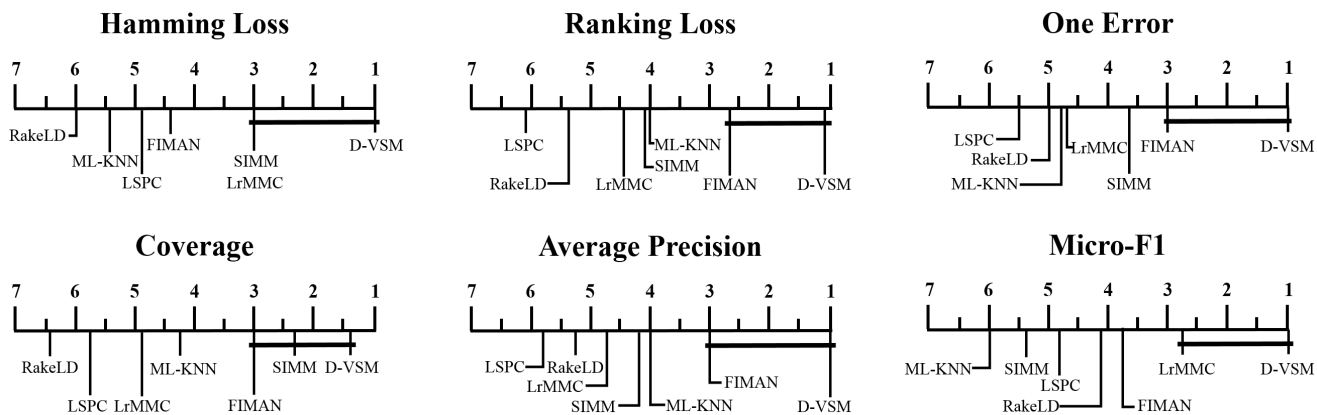 Hamming Loss
7 6 5 4 3 2 1
RakeLD
ML-KNN
LSPC
FIMAN
SIMM
LrMMC
D-VSM
Ranking Loss
7 6 5 4 3 2 1
LSPC
RakeLD
LrMMC
ML-KNN
SIMM
FIMAN
D-VSM
One Error
7 6 5 4 3 2 1
LSPC
RakeLD
ML-KNN
LrMMC
SIMM
FIMAN
D-VSM
Coverage
7 6 5 4 3 2 1
RakeLD
LSPC
LrMMC
ML-KNN
FIMAN
SIMM
D-VSM
Average Precision
7 6 5 4 3 2 1
LSPC
RakeLD
LrMMC
SIMM
ML-KNN
FIMAN
D-VSM
Micro-F1
7 6 5 4 3 2 1
ML-KNN
SIMM
LSPC
RakeLD
FIMAN
LrMMC
D-VSM